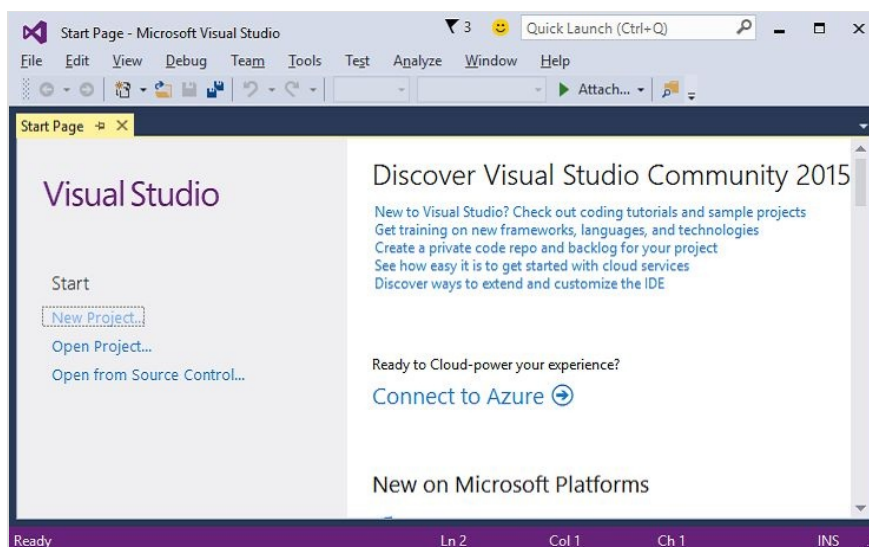 Start Page - Microsoft Visual Studio
3
Quick Launch (Ctrl+Q)
File Edit View Debug Team Tools Test Analyze Window Help
Attach...
Start Page
Visual Studio
Start
New Project...
Open Project...
Open from Source Control...
Discover Visual Studio Community 2015
New to Visual Studio? Check out coding tutorials and sample projects
Get training on new frameworks, languages, and technologies
Create a private code repo and backlog for your project
See how easy it is to get started with cloud services
Discover ways to extend and customize the IDE
Ready to Cloud-power your experience?
Connect to Azure
New on Microsoft Platforms
Ready Ln 2 Col 1 Ch 1 INS